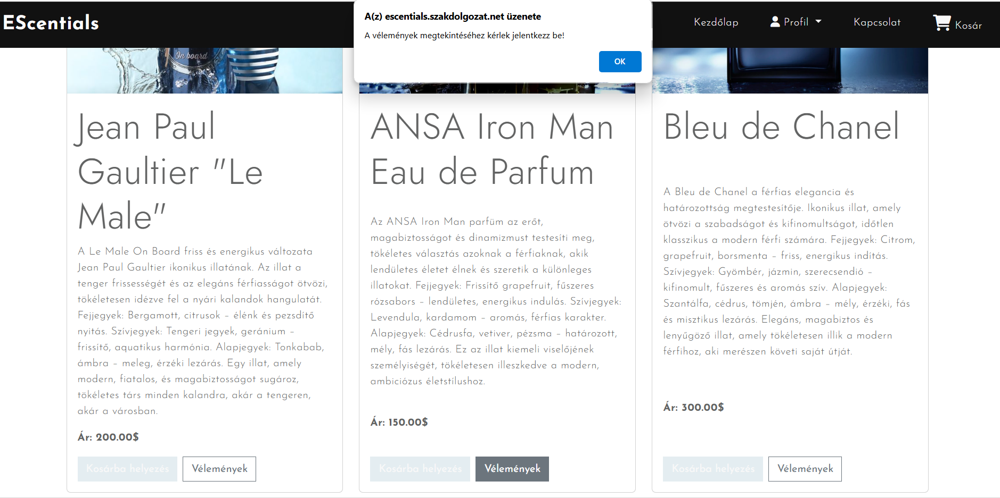 EScentials
A(z) escentials.szakdolgozat.net üzenete
A vélemények megtekintéséhez kérlek jelentkezz be!
OK
Kezdőlap
Profil
Kapcsolat
Kosár
On board
Jean Paul
Gaultier "Le
Male"
A Le Male On Board friss és energikus változata
Jean Paul Gaultier ikonikus illatának. Az illat a
tenger frissességét és az elegáns férfiasságot ötvözi,
tökéletesen idézve fel a nyári kalandok hangulatát.
Fejjegyek: Bergamott, citrusok – élénk és pezsdítő
nyitás. Szívjegyek: Tengeri jegyek, geránium –
frissítő, aquatikus harmónia. Alapjegyek: Tonkabab,
ámbra – meleg, érzéki lezárás. Egy illat, amely
modern, fiatalos, és magabiztosságot sugároz,
tökéletes társ minden kalandra, akár a tengeren,
akár a városban.
Ár: 200.00$
Kosárba helyezés
Vélemények
ANSA Iron Man
Eau de Parfum
Az ANSA Iron Man parfüm az erőt,
magabiztosságot és dinamizmust testesíti meg,
tökéletes választás azoknak a férfiaknak, akik
lendületes életet élnek és szeretik a különleges
illatokat. Fejjegyek: Frissítő grapefruit, fűszeres
rózsabors – lendületes, energikus indulás. Szívjegyek:
Levendula, kardamom – aromás, férfias karakter.
Alapjegyek: Cédrusfa, vetiver, pézsma – határozott,
mély, fás lezárás. Ez az illat kiemeli viselőjének
személyiségét, tökéletesen illeszkedve a modern,
ambiciózus életstílushoz.
Ár: 150.00$
Kosárba helyezés
Vélemények
Bleu de Chanel
A Bleu de Chanel a férfias elegancia és
határozottság megtestesítője. Ikonikus illat, amely
ötvözi a szabadságot és kifinomultságot, időtlen
klasszikus a modern férfi számára. Fejjegyek: Citrom,
grapefruit, borsmenta – friss, energikus indítás.
Szívjegyek: Gyömbér, jázmin, szerecsendió –
kifinomult, fűszeres és aromás szív. Alapjegyek:
Szantálfa, cédrus, tömjén, ámbra – mély, érzéki, fás
és misztikus lezárás. Elegáns, magabiztos és
lenyűgöző illat, amely tökéletesen illik a modern
férfihoz, aki merészen követi saját útját.
Ár: 300.00$
Kosárba helyezés
Vélemények